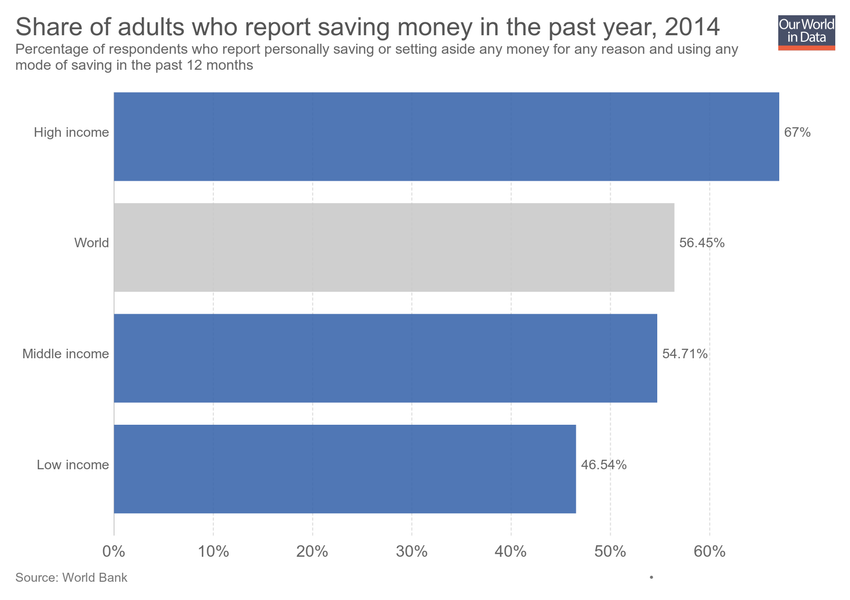 Share of adults who report saving money in the past year, 2014
Our World
in Data
Percentage of respondents who report personally saving or setting aside any money for any reason and using any
mode of saving in the past 12 months
High income
67%
World
56.45%
Middle income
54.71%
Low income
46.54%
0%
10%
20%
30%
40%
50%
60%
Source: World Bank
•